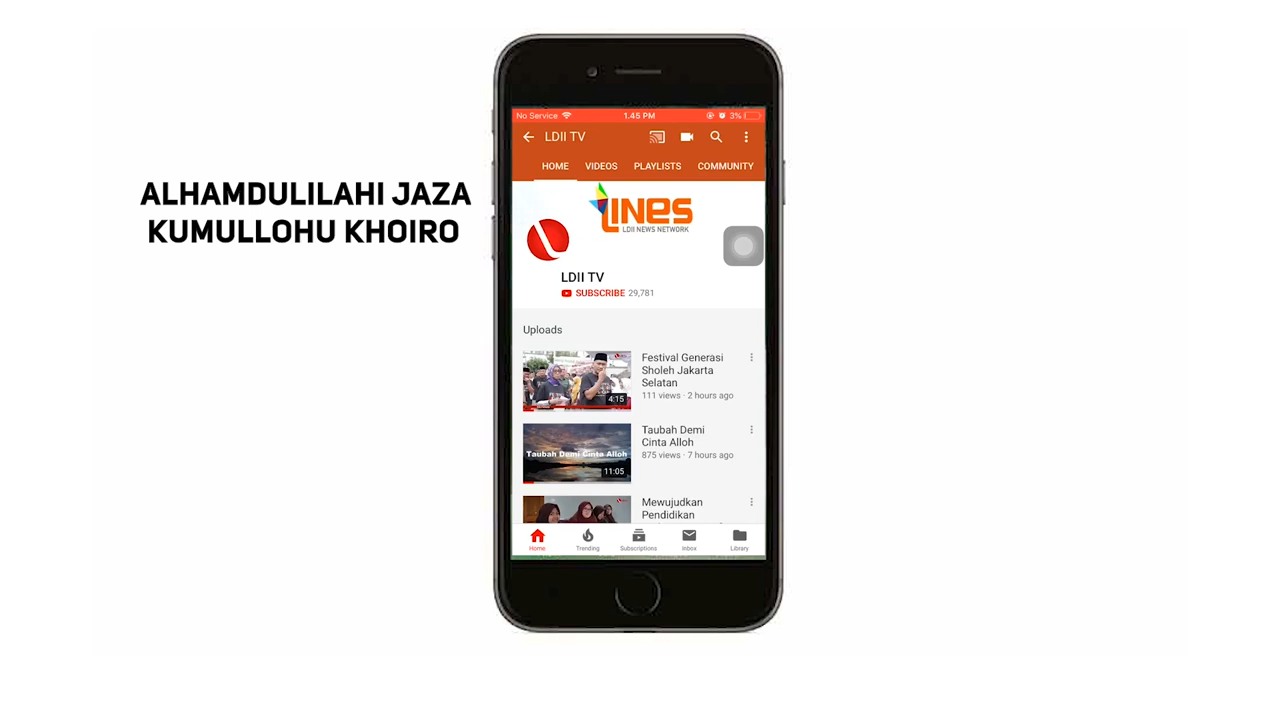 ALHAMDULILAHI JAZA
KUMULLOHU KHOIRO
No Service
1.45 PM
3%
LDII TV
HOME VIDEOS PLAYLISTS COMMUNITY
LINES
LDII NEWS NETWORK
LDII TV
SUBSCRIBE 29,781
Uploads
Festival Generasi
Sholeh Jakarta
Selatan
111 views · 2 hours ago
4:15
Taubah Demi
Cinta Alloh
875 views · 7 hours ago
Taubah Demi Cinta Alloh
11:05
Mewujudkan
Pendidikan
Home Trending Subscriptions Inbox Library